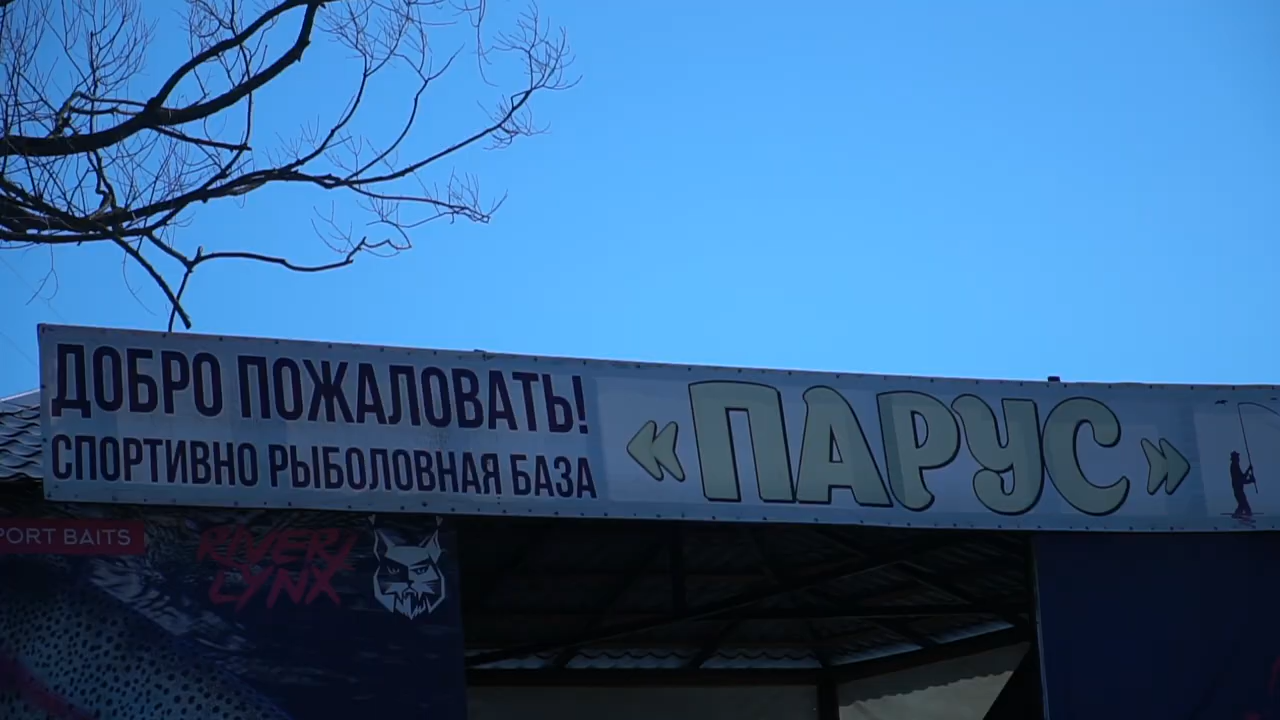 ДОБРО ПОЖАЛОВАТЬ!
СПОРТИВНО РЫБОЛОВНАЯ БАЗА
«ПАРУС»
PORT BAITS
RIVER
LYNX